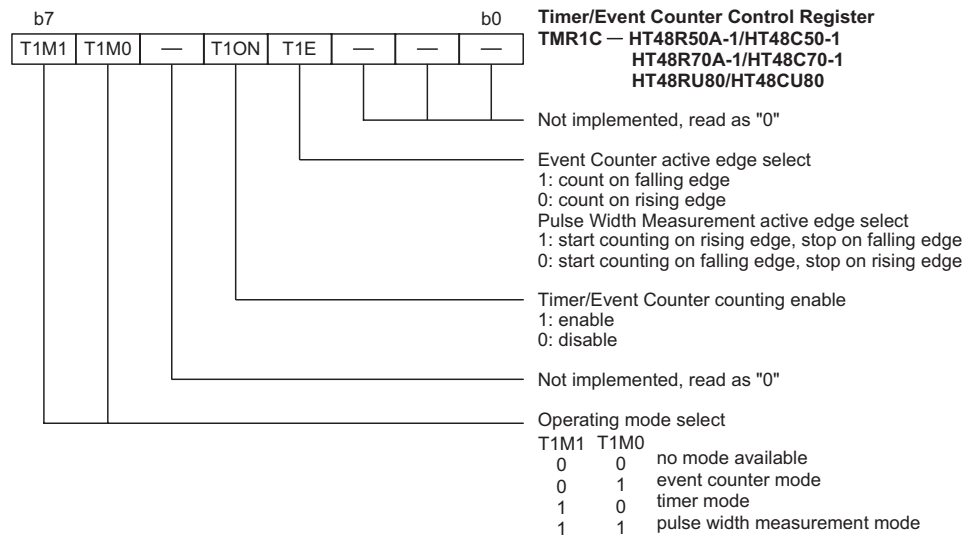 b7 b0
T1M1 T1M0 — T1ON T1E — — —
Timer/Event Counter Control Register
TMR1C — HT48R50A-1/HT48C50-1
HT48R70A-1/HT48C70-1
HT48RU80/HT48CU80
Not implemented, read as "0"
Event Counter active edge select
1: count on falling edge
0: count on rising edge
Pulse Width Measurement active edge select
1: start counting on rising edge, stop on falling edge
0: start counting on falling edge, stop on rising edge
Timer/Event Counter counting enable
1: enable
0: disable
Not implemented, read as "0"
Operating mode select
T1M1 T1M0
0 0 no mode available
0 1 event counter mode
1 0 timer mode
1 1 pulse width measurement mode